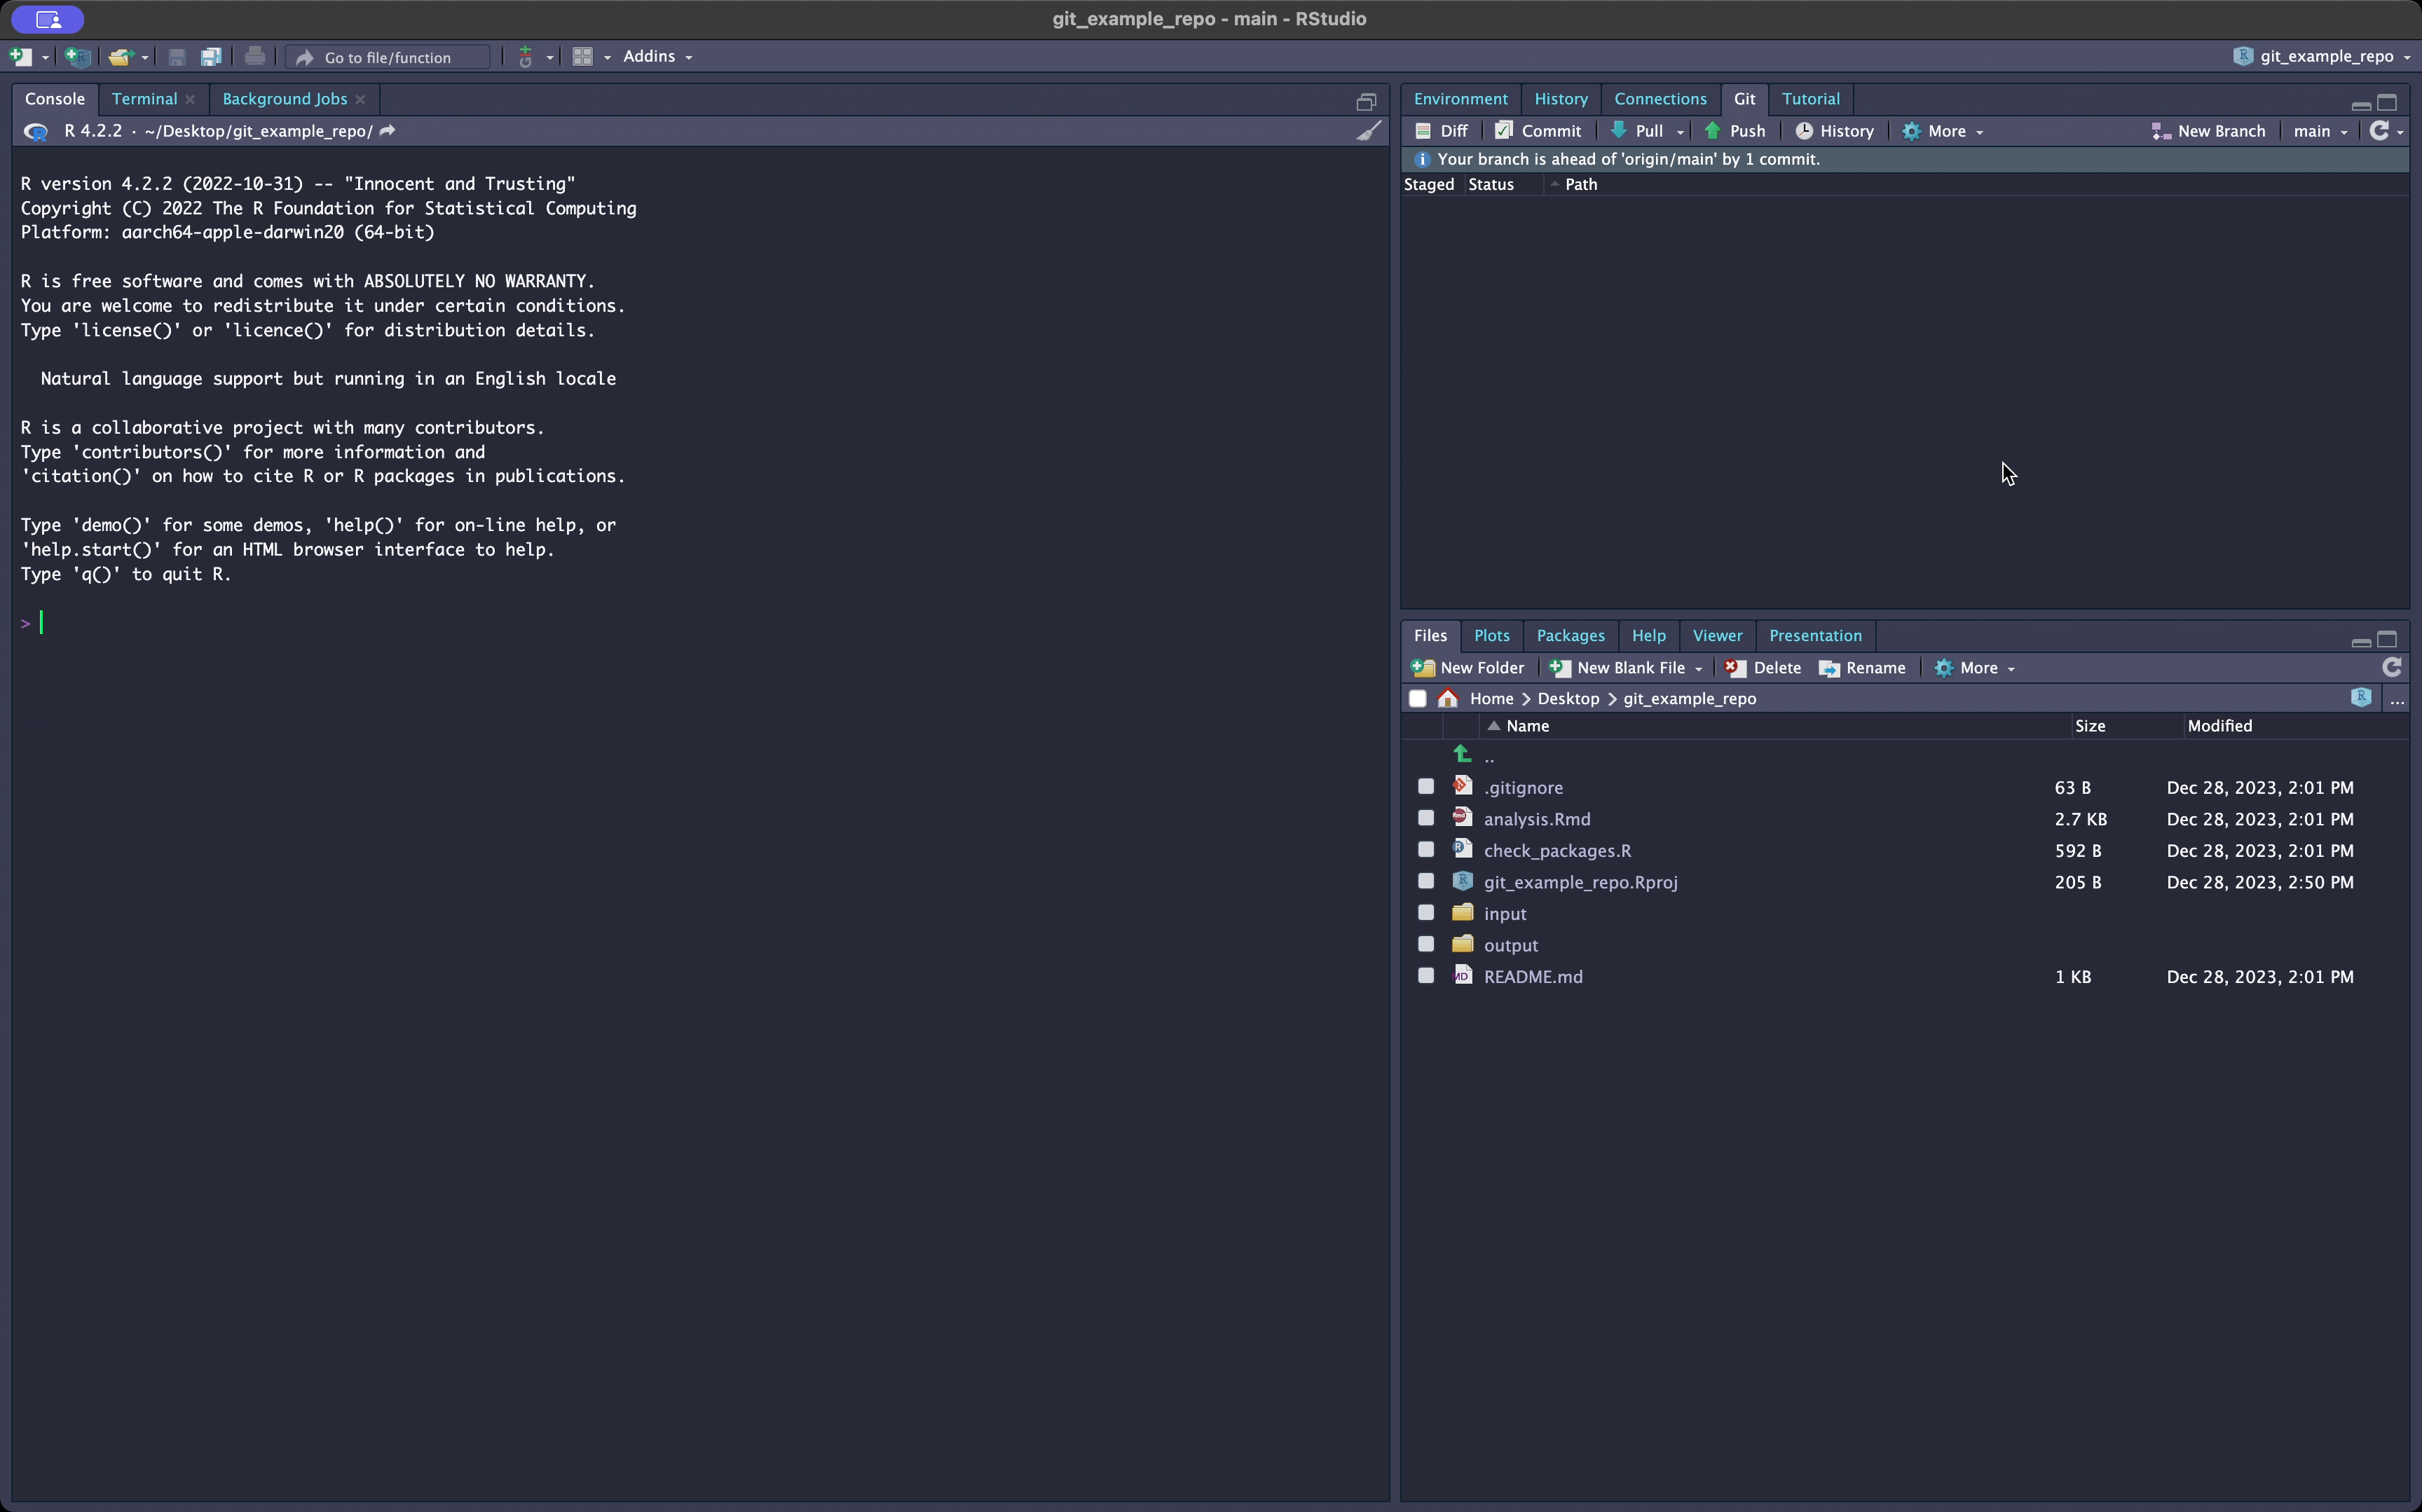 git_example_repo - main - RStudio
Go to file/function
Addins
git_example_repo
Console
Terminal
Background Jobs
R 4.2.2 · ~/Desktop/git_example_repo/
R version 4.2.2 (2022-10-31) -- "Innocent and Trusting"
Copyright (C) 2022 The R Foundation for Statistical Computing
Platform: aarch64-apple-darwin20 (64-bit)
R is free software and comes with ABSOLUTELY NO WARRANTY.
You are welcome to redistribute it under certain conditions.
Type 'license()' or 'licence()' for distribution details.
Natural language support but running in an English locale
R is a collaborative project with many contributors.
Type 'contributors()' for more information and
'citation()' on how to cite R or R packages in publications.
Type 'demo()' for some demos, 'help()' for on-line help, or
'help.start()' for an HTML browser interface to help.
Type 'q()' to quit R.
>
Environment History Connections Git Tutorial
Diff Commit Pull Push History More New Branch main
Your branch is ahead of 'origin/main' by 1 commit.
Staged Status Path
Files Plots Packages Help Viewer Presentation
New Folder New Blank File Delete Rename More
Home > Desktop > git_example_repo ...
Name Size Modified
..
.gitignore 63 B Dec 28, 2023, 2:01 PM
analysis.Rmd 2.7 KB Dec 28, 2023, 2:01 PM
check_packages.R 592 B Dec 28, 2023, 2:01 PM
git_example_repo.Rproj 205 B Dec 28, 2023, 2:50 PM
input
output
README.md 1 KB Dec 28, 2023, 2:01 PM